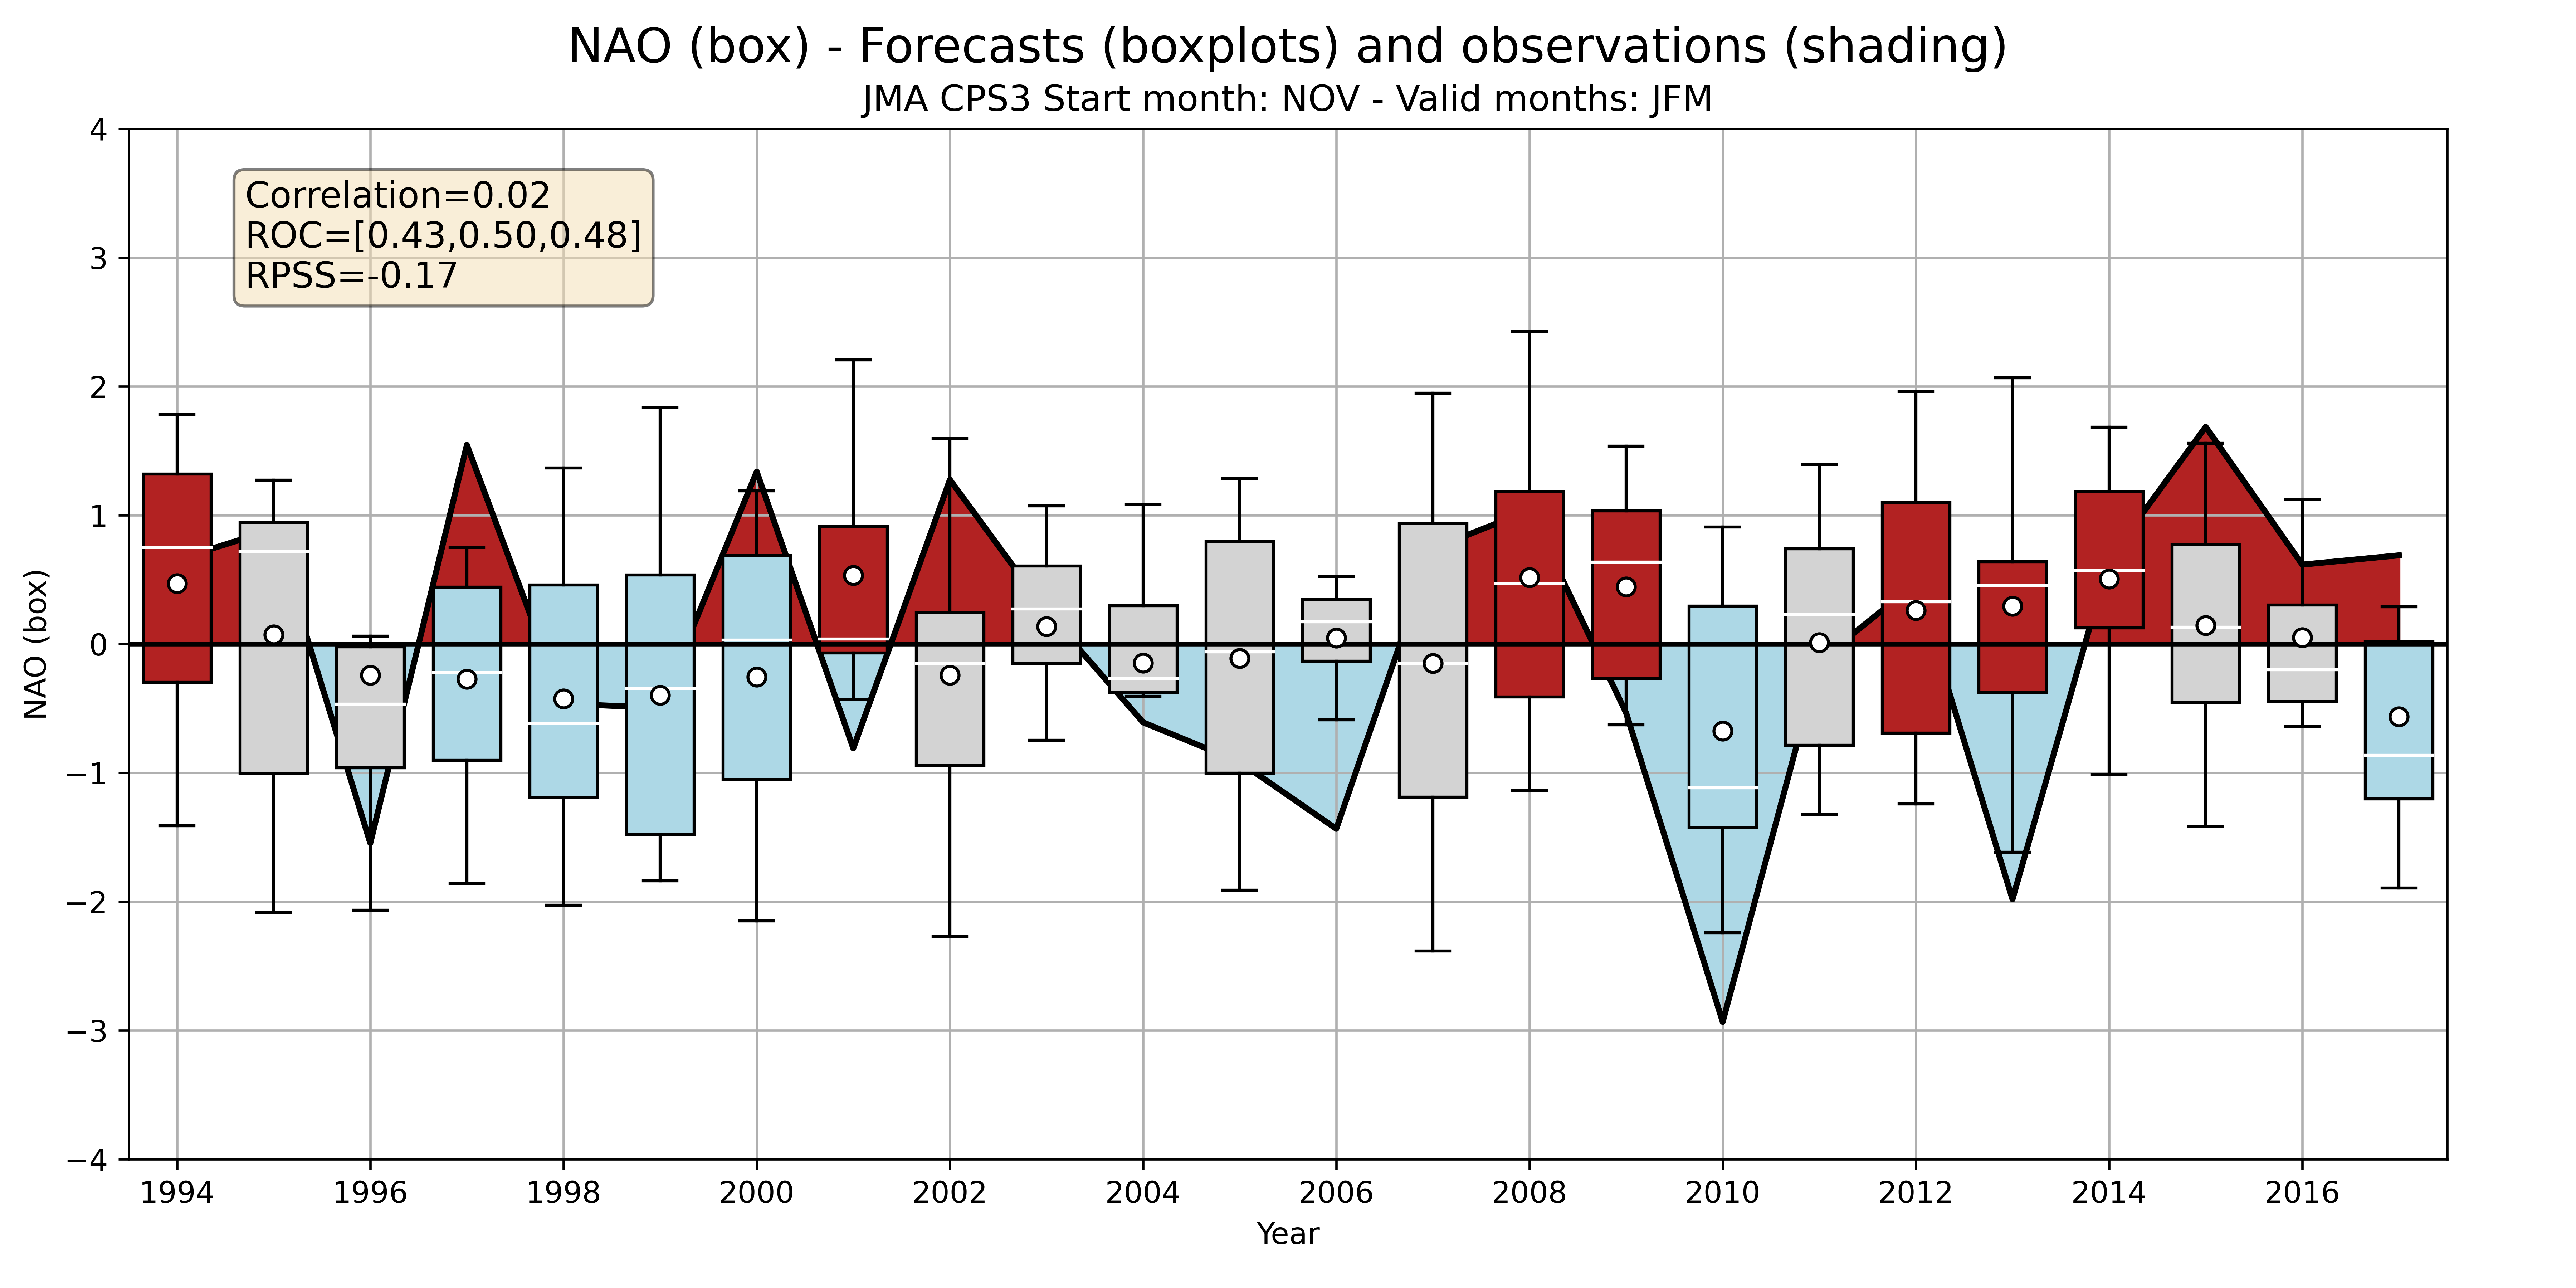 NAO (box) - Forecasts (boxplots) and observations (shading)
JMA CPS3 Start month: NOV - Valid months: JFM
Correlation=0.02
ROC=[0.43,0.50,0.48]
RPSS=-0.17
4
3
2
1
0
−1
−2
−3
−4
NAO (box)
1994 1996 1998 2000 2002 2004 2006 2008 2010 2012 2014 2016
Year